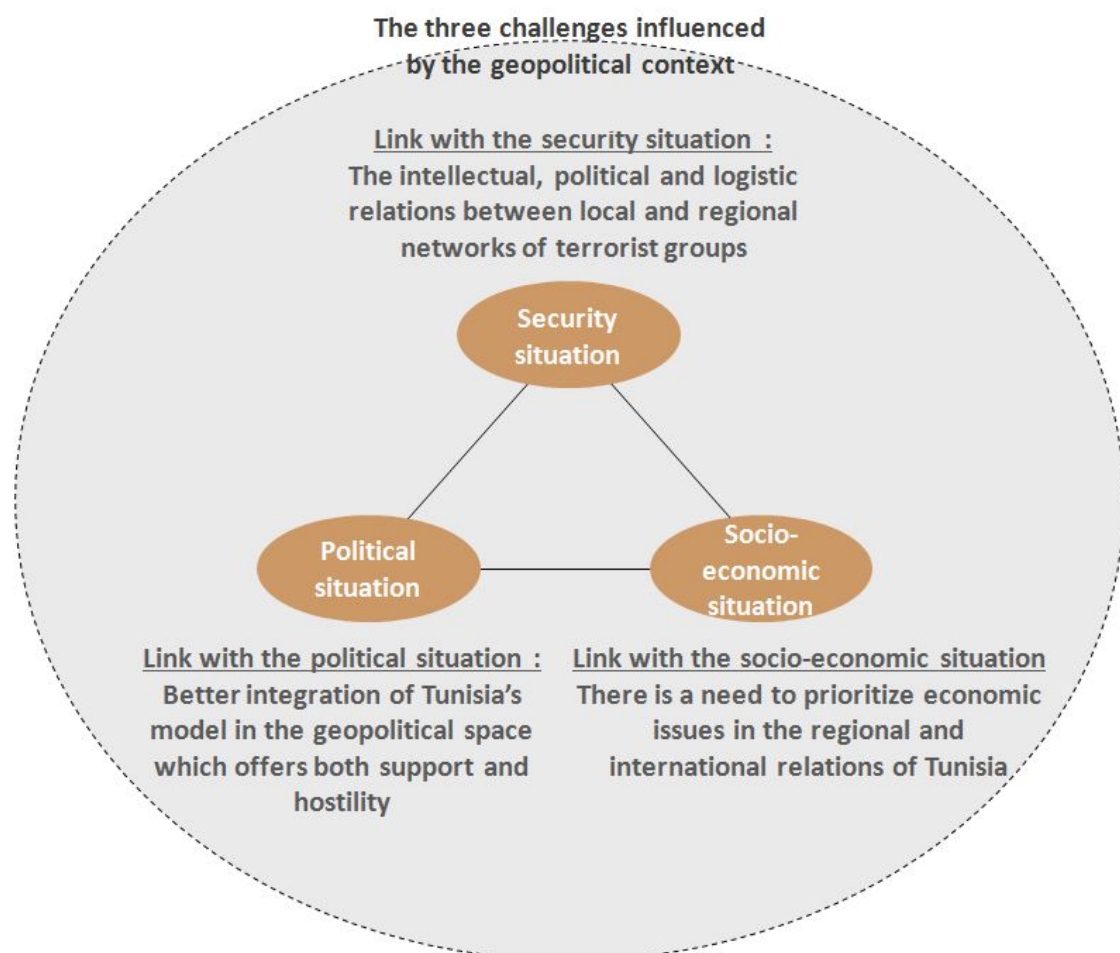 The three challenges influenced
by the geopolitical context
Link with the security situation :
The intellectual, political and logistic
relations between local and regional
networks of terrorist groups
Security
situation
Political
situation
Socio-
economic
situation
Link with the political situation :
Better integration of Tunisia's
model in the geopolitical space
which offers both support and
hostility
Link with the socio-economic situation
There is a need to prioritize economic
issues in the regional and
international relations of Tunisia